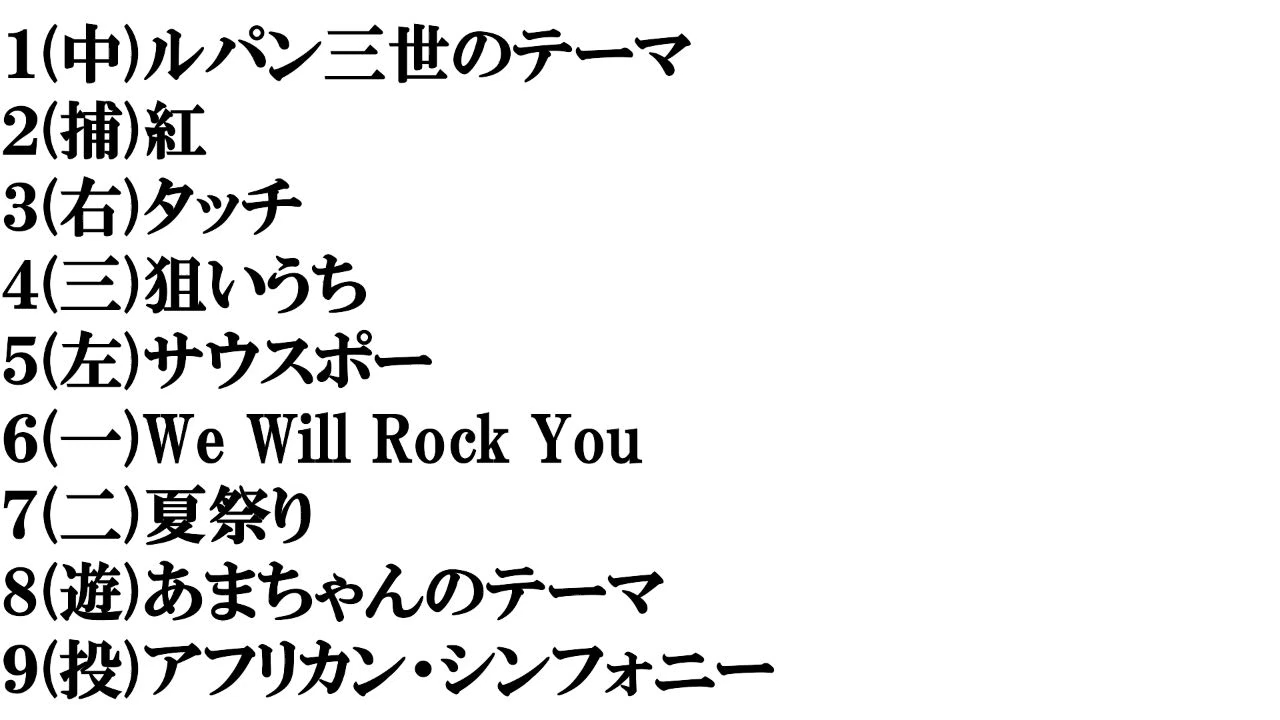 1(中)ルパン三世のテーマ
2(捕)紅
3(右)タッチ
4(三)狙いうち
5(左)サウスポー
6(一)We Will Rock You
7(二)夏祭り
8(遊)あまちゃんのテーマ
9(投)アフリカン・シンフォニー